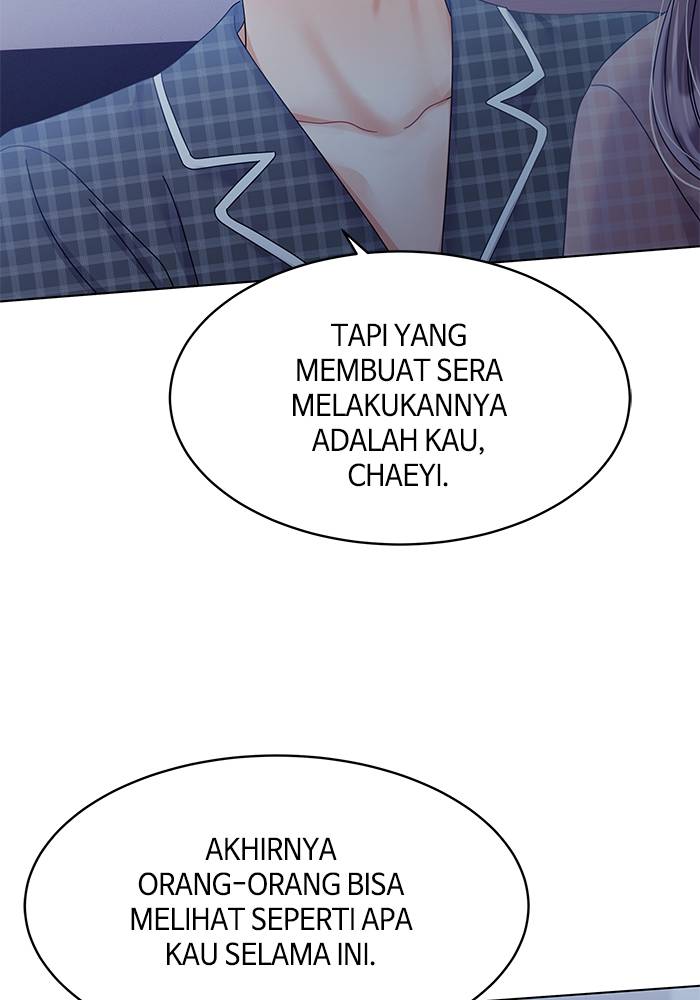 TAPI YANG
MEMBUAT SERA
MELAKUKANNYA
ADALAH KAU,
CHAEYI.
AKHIRNYA
ORANG-ORANG BISA
MELIHAT SEPERTI APA
KAU SELAMA INI.